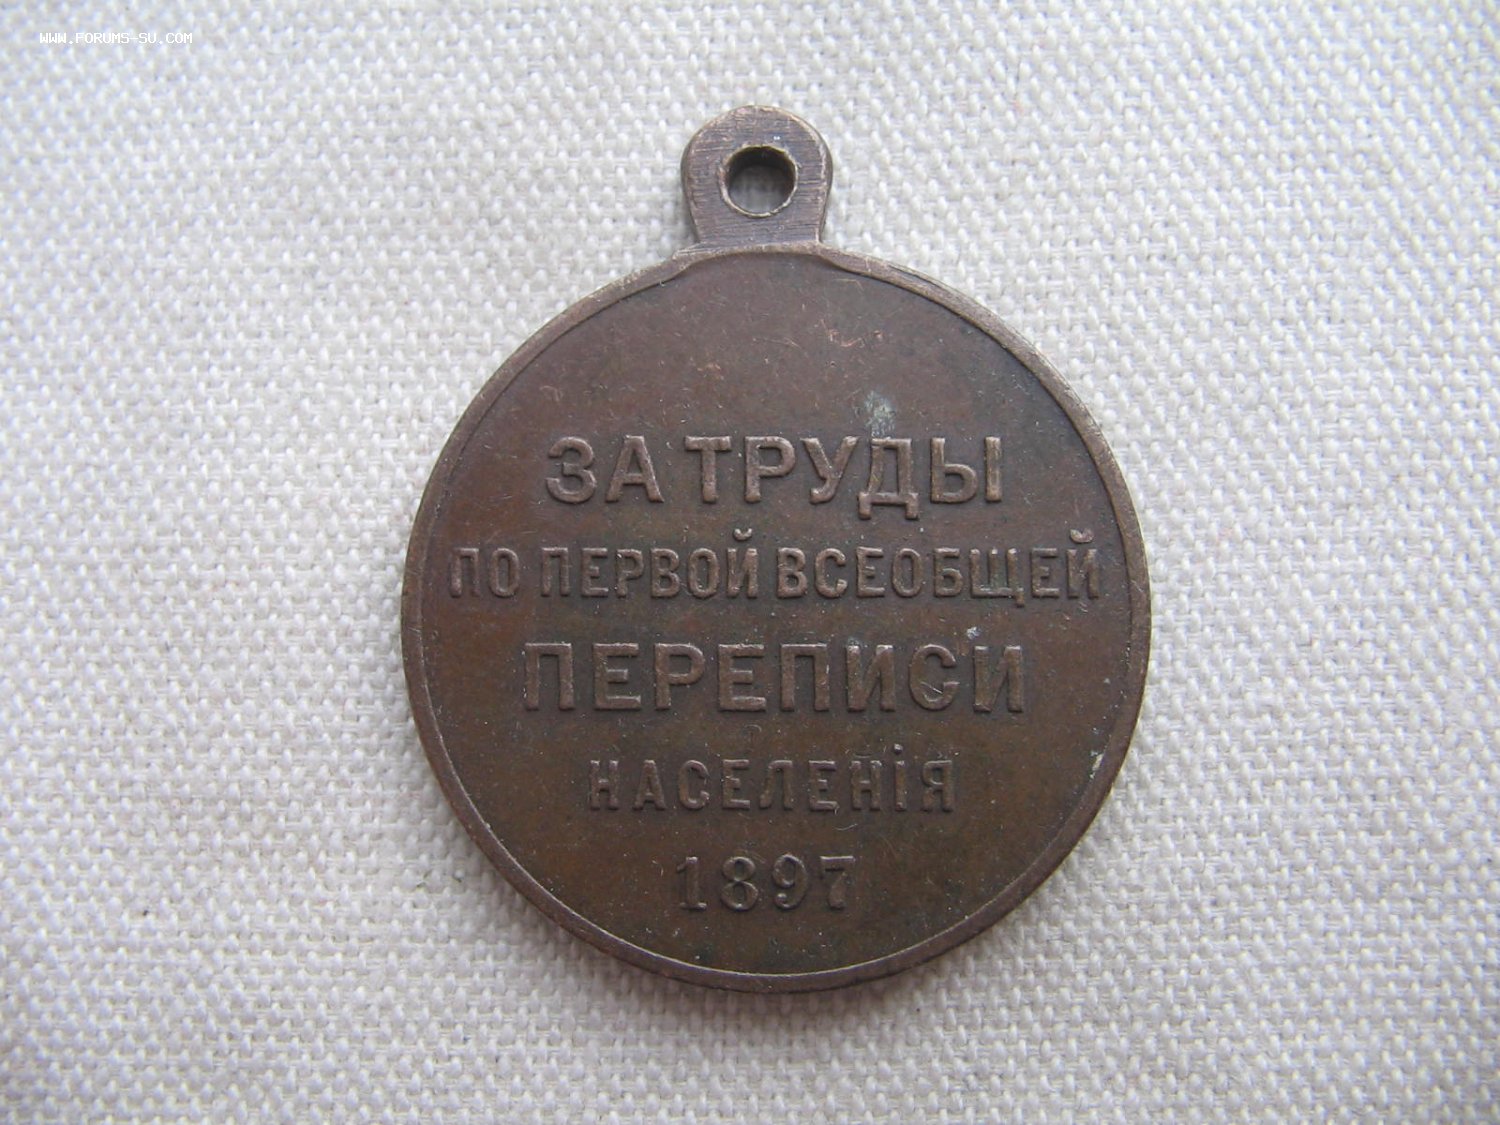 WWW.FORUMS-SU.COM
ЗА ТРУДЫ
ПО ПЕРВОЙ ВСЕОБЩЕЙ
ПЕРЕПИСИ
НАСЕЛЕНІЯ
1897